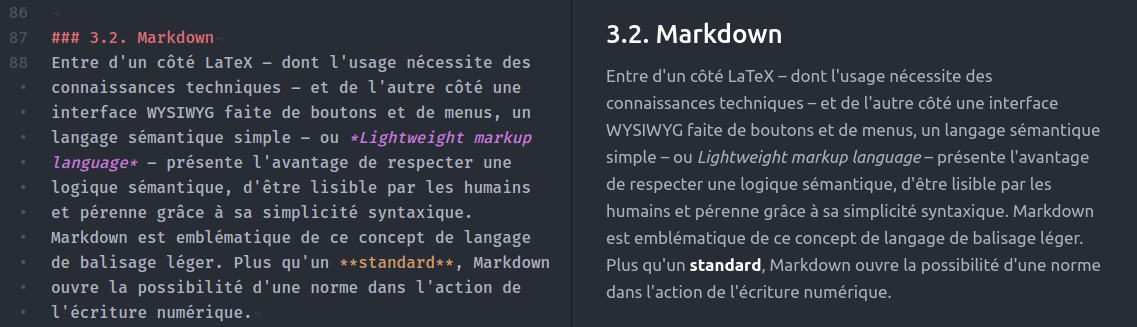 86
87 ### 3.2. Markdown
88 Entre d'un côté LaTeX – dont l'usage nécessite des
connaissances techniques – et de l'autre côté une
interface WYSIWYG faite de boutons et de menus, un
langage sémantique simple – ou *Lightweight markup
language* – présente l'avantage de respecter une
logique sémantique, d'être lisible par les humains
et pérenne grâce à sa simplicité syntaxique.
Markdown est emblématique de ce concept de langage
de balisage léger. Plus qu'un **standard**, Markdown
ouvre la possibilité d'une norme dans l'action de
l'écriture numérique.
3.2. Markdown
Entre d'un côté LaTeX – dont l'usage nécessite des
connaissances techniques – et de l'autre côté une interface
WYSIWYG faite de boutons et de menus, un langage sémantique
simple – ou Lightweight markup language – présente l'avantage
de respecter une logique sémantique, d'être lisible par les
humains et pérenne grâce à sa simplicité syntaxique. Markdown
est emblématique de ce concept de langage de balisage léger.
Plus qu'un standard, Markdown ouvre la possibilité d'une norme
dans l'action de l'écriture numérique.